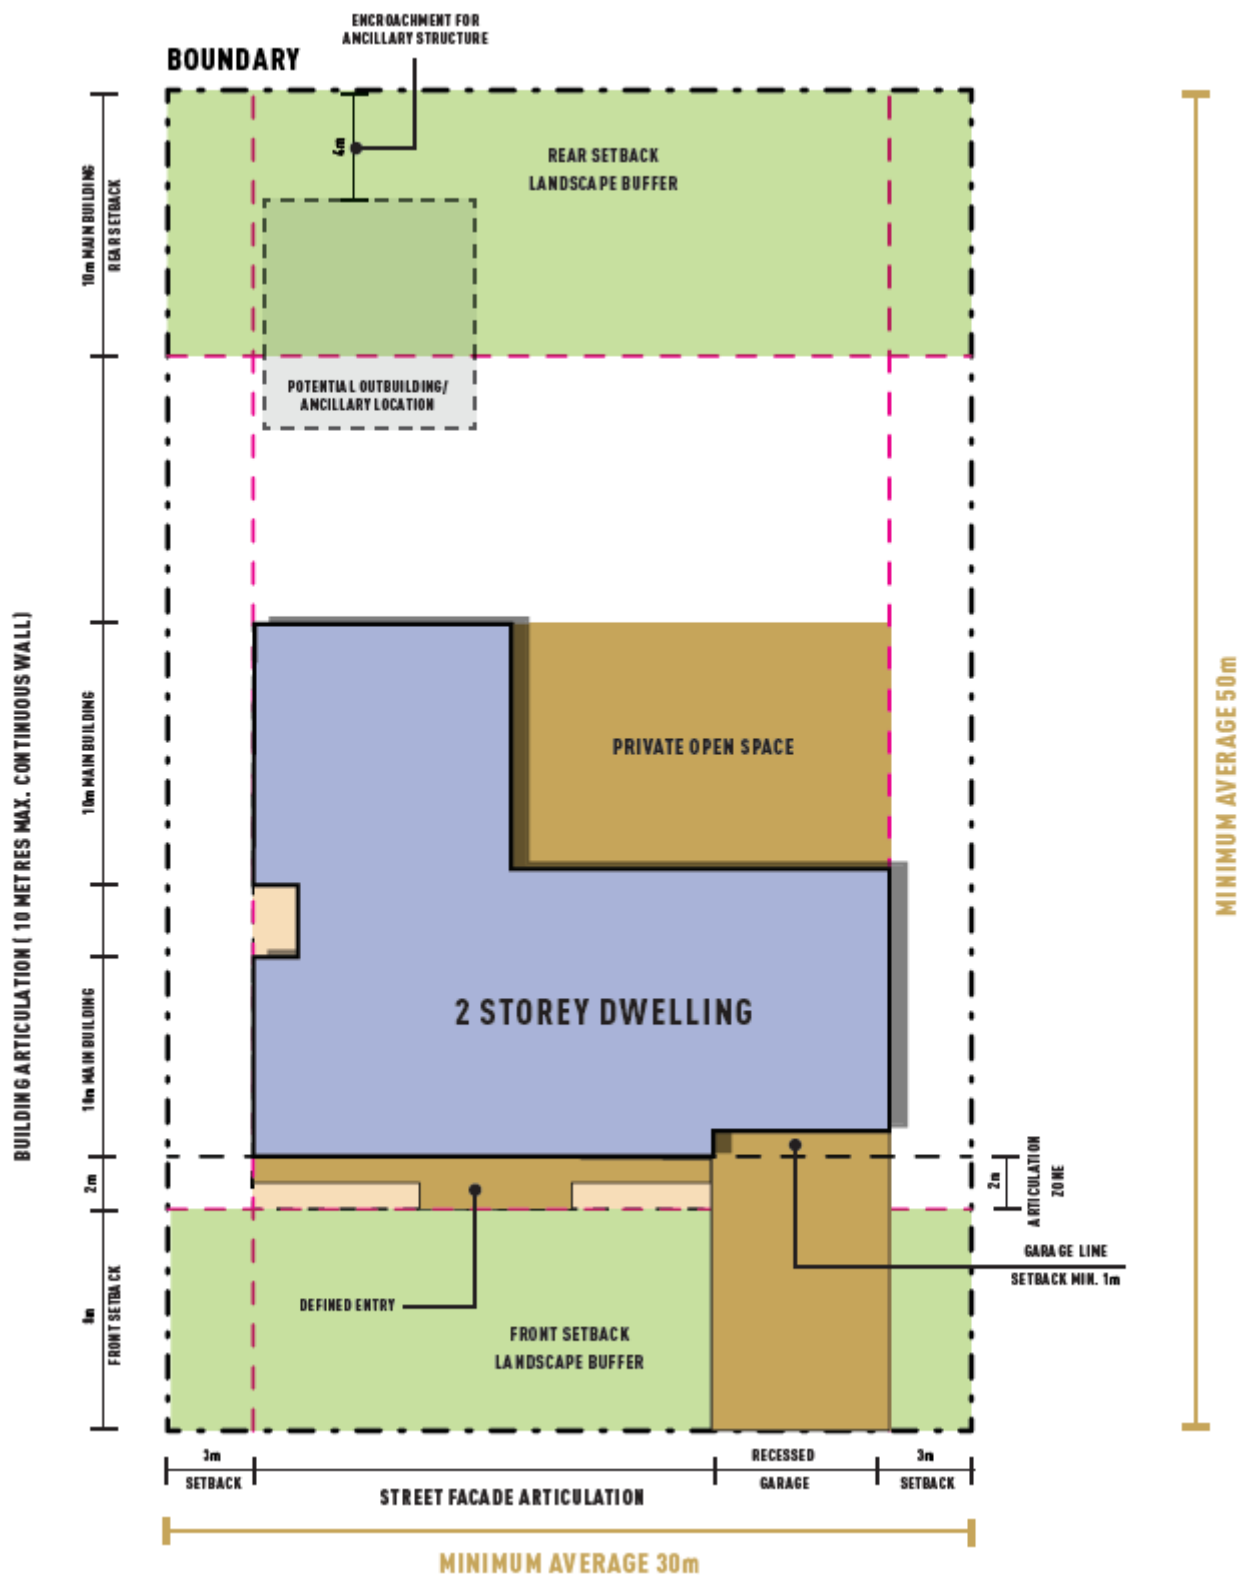 ENCROACHMENT FOR
ANCILLARY STRUCTURE
BOUNDARY
4m
REAR SETBACK
LANDSCAPE BUFFER
10m MAIN BUILDING
REAR SETBACK
POTENTIAL OUTBUILDING/
ANCILLARY LOCATION
BUILDING ARTICULATION ( 10 METRES MAX. CONTINUOUS WALL)
10m MAIN BUILDING
PRIVATE OPEN SPACE
MINIMUM AVERAGE 50m
2 STOREY DWELLING
10m MAIN BUILDING
2m
2m
ARTICULATION
ZONE
GARAGE LINE
SETBACK MIN. 1m
DEFINED ENTRY
FRONT SETBACK
LANDSCAPE BUFFER
8m
FRONT SETBACK
3m
SETBACK
STREET FACADE ARTICULATION
RECESSED
GARAGE
3m
SETBACK
MINIMUM AVERAGE 30m